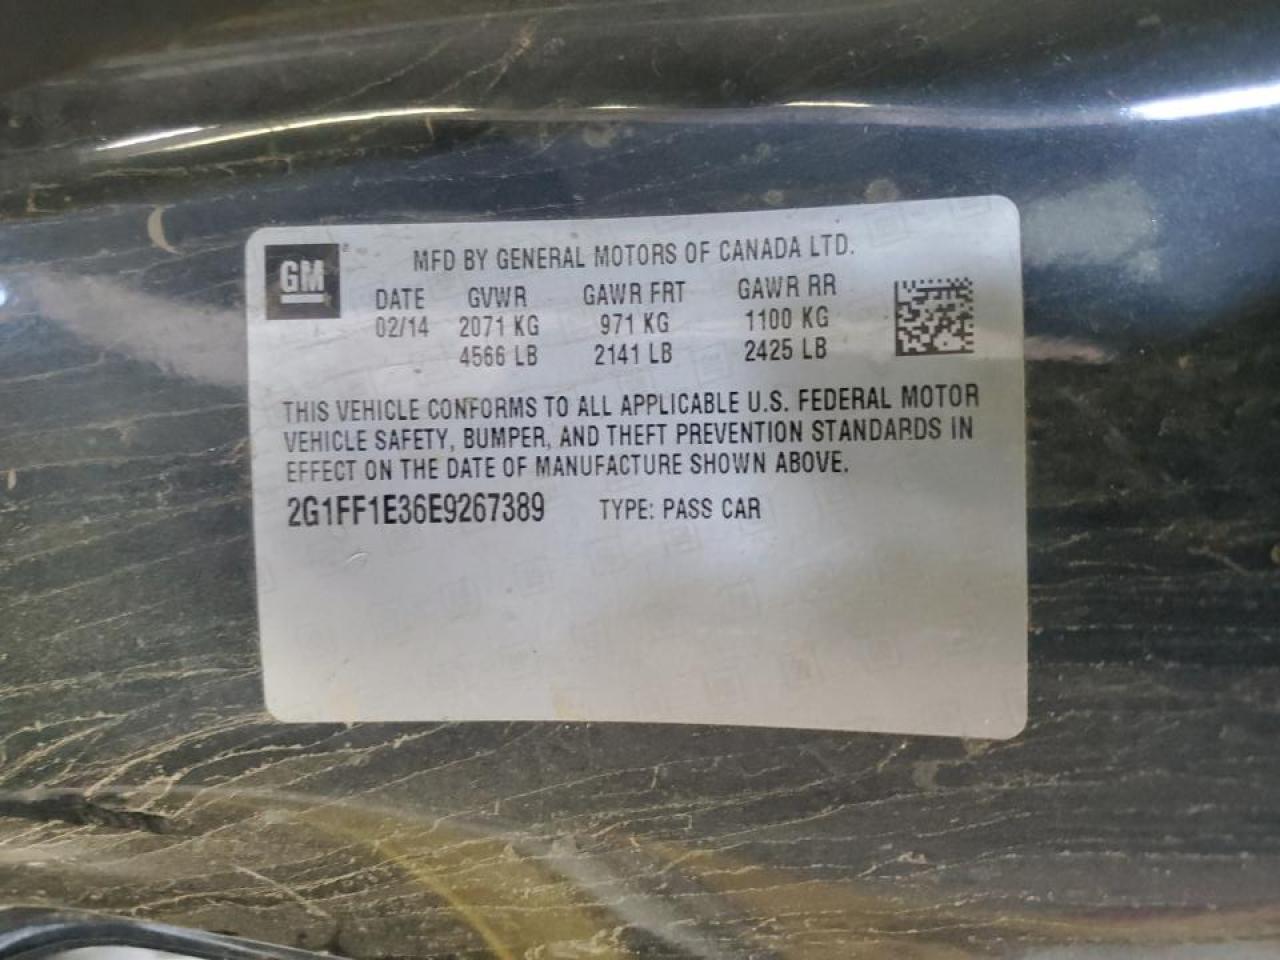 GM
MFD BY GENERAL MOTORS OF CANADA LTD.
DATE GVWR GAWR FRT GAWR RR
02/14 2071 KG 971 KG 1100 KG
4566 LB 2141 LB 2425 LB
THIS VEHICLE CONFORMS TO ALL APPLICABLE U.S. FEDERAL MOTOR
VEHICLE SAFETY, BUMPER, AND THEFT PREVENTION STANDARDS IN
EFFECT ON THE DATE OF MANUFACTURE SHOWN ABOVE.
2G1FF1E36E9267389 TYPE: PASS CAR